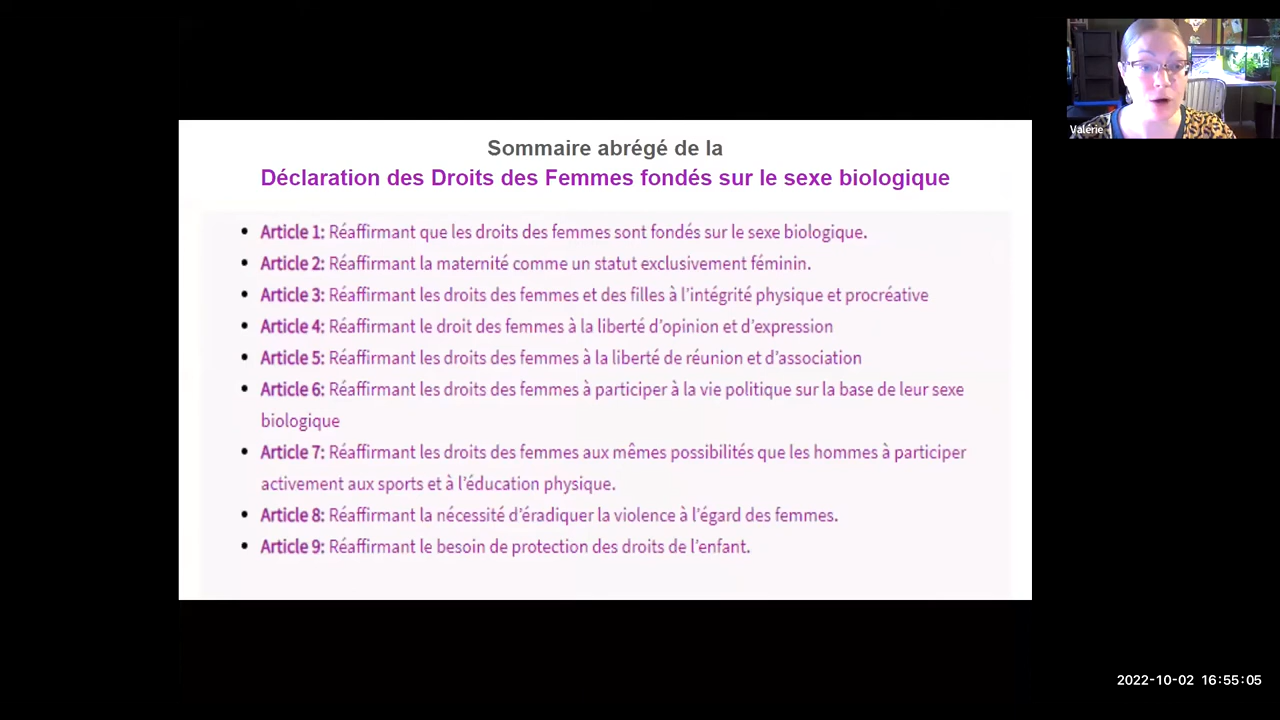 Sommaire abrégé de la
Déclaration des Droits des Femmes fondés sur le sexe biologique
• Article 1: Réaffirmant que les droits des femmes sont fondés sur le sexe biologique.
• Article 2: Réaffirmant la maternité comme un statut exclusivement féminin.
• Article 3: Réaffirmant les droits des femmes et des filles à l'intégrité physique et procréative
• Article 4: Réaffirmant le droit des femmes à la liberté d'opinion et d'expression
• Article 5: Réaffirmant les droits des femmes à la liberté de réunion et d'association
• Article 6: Réaffirmant les droits des femmes à participer à la vie politique sur la base de leur sexe
biologique
• Article 7: Réaffirmant les droits des femmes aux mêmes possibilités que les hommes à participer
activement aux sports et à l'éducation physique.
• Article 8: Réaffirmant la nécessité d'éradiquer la violence à l'égard des femmes.
• Article 9: Réaffirmant le besoin de protection des droits de l'enfant.
Valérie
2022-10-02 16:55:05